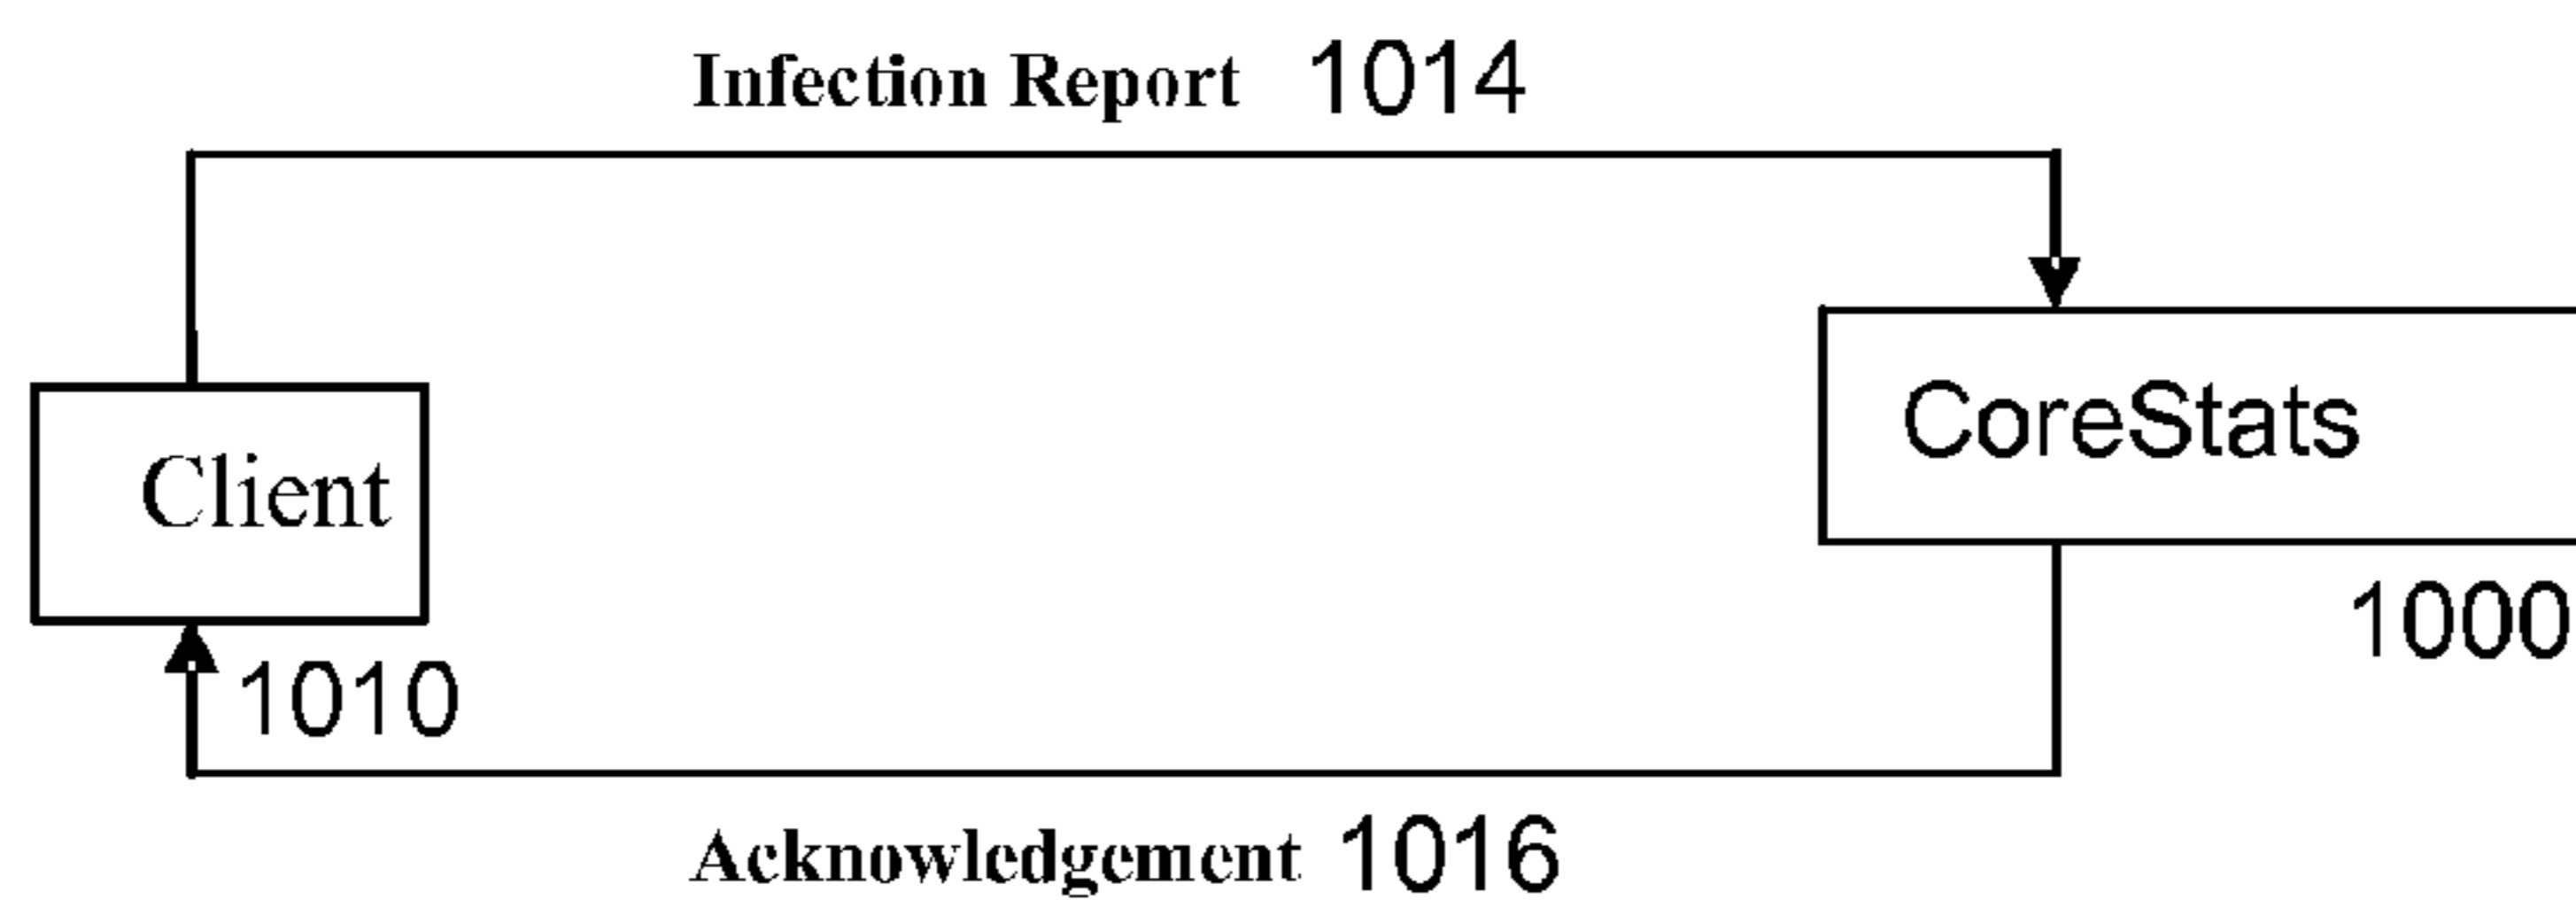 Infection Report 1014
CoreStats
Client
1000
1010
Acknowledgement 1016